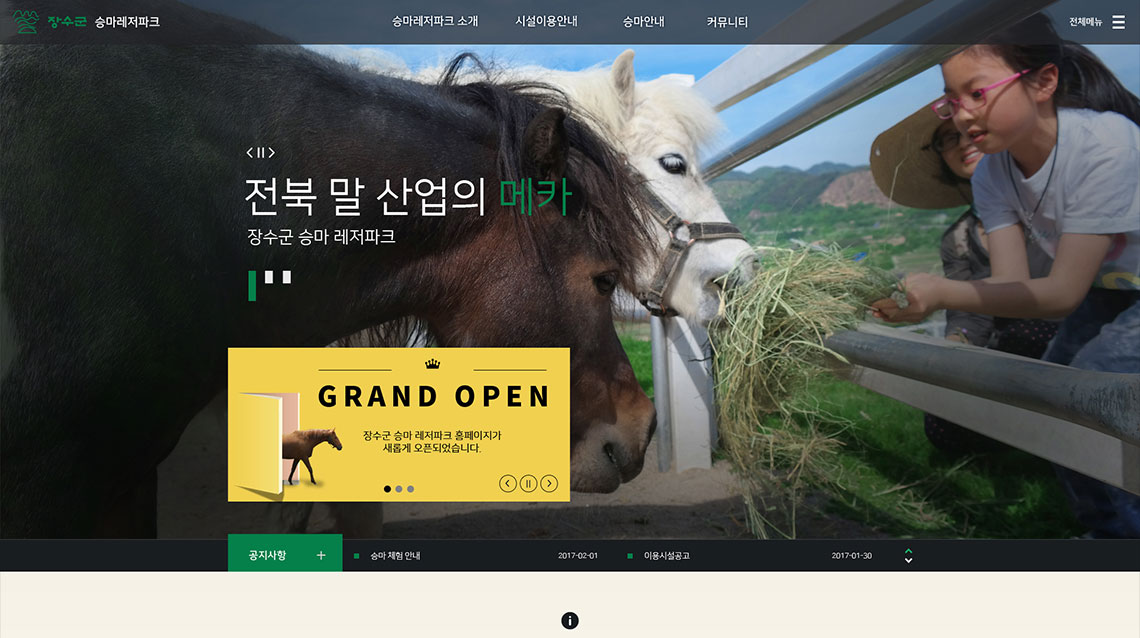 장수군 승마레저파크
승마레저파크 소개
시설이용안내
승마안내
커뮤니티
전체메뉴
전북 말 산업의 메카
장수군 승마 레저파크
GRAND OPEN
장수군 승마 레저파크 홈페이지가
새롭게 오픈되었습니다.
공지사항
승마 체험 안내
2017-02-01
이용시설공고
2017-01-30